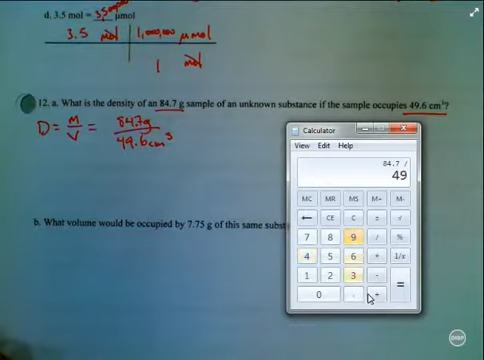 d. 3.5 mol = 3,500,000 µmol
3.5 mol | 1,000,000 µmol
1 mol
12. a. What is the density of an 84.7 g sample of an unknown substance if the sample occupies 49.6 cm³?
D = M/V = 84.7g/49.6cm³
b. What volume would be occupied by 7.75 g of this same
Calculator
View Edit Help
84.7 /
49
MC MR MS M+ M-
← CE C ± √
7 8 9 / %
4 5 6 * 1/x
1 2 3 - =
0 . +
DISP